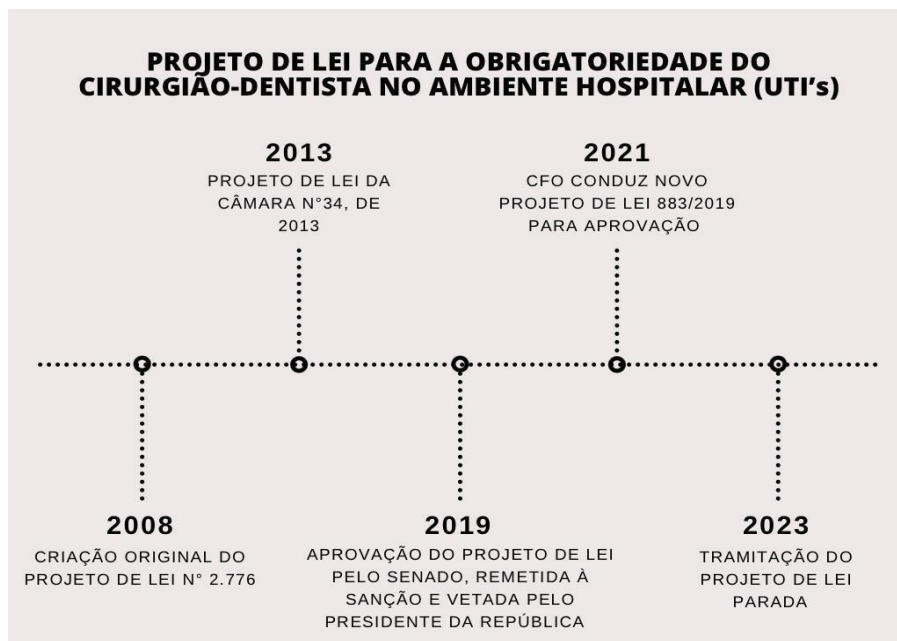 PROJETO DE LEI PARA A OBRIGATORIEDADE DO
CIRURGIÃO-DENTISTA NO AMBIENTE HOSPITALAR (UTI's)
2013
PROJETO DE LEI DA
CÂMARA N°34, DE
2013
2021
CFO CONDUZ NOVO
PROJETO DE LEI 883/2019
PARA APROVAÇÃO
2008
CRIAÇÃO ORIGINAL DO
PROJETO DE LEI N° 2.776
2019
APROVAÇÃO DO PROJETO DE LEI
PELO SENADO, REMETIDA À
SANÇÃO E VETADA PELO
PRESIDENTE DA REPÚBLICA
2023
TRAMITAÇÃO DO
PROJETO DE LEI
PARADA